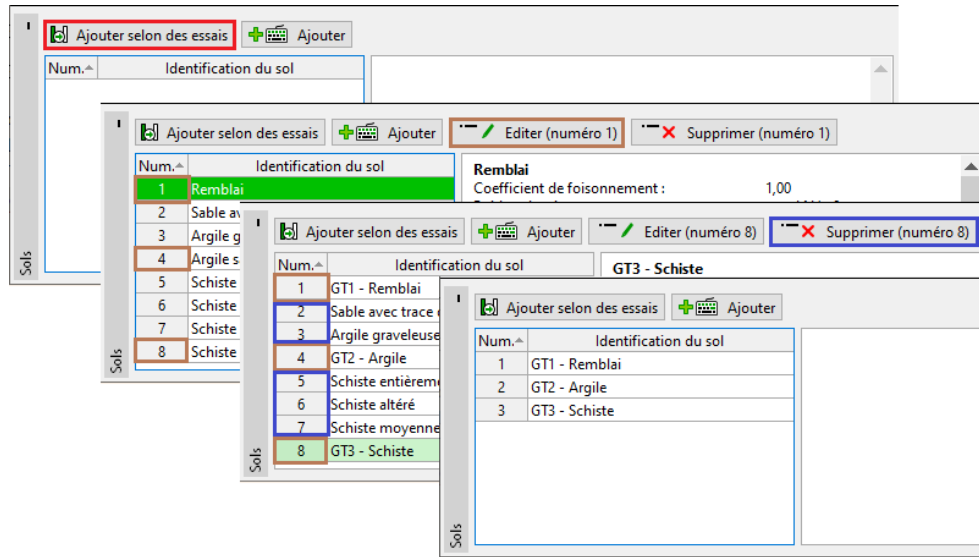 Ajouter selon des essais Ajouter
Num. Identification du sol
Sols
Ajouter selon des essais Ajouter Editer (numéro 1) Supprimer (numéro 1)
Num. Identification du sol
1 Remblai
2 Sable
3 Argile
4 Argile
5 Schiste
6 Schiste
7 Schiste
8 Schiste
Remblai
Coefficient de foisonnement : 1,00
Sols
Ajouter selon des essais Ajouter Editer (numéro 8) Supprimer (numéro 8)
Num. Identification du sol
1 GT1 - Remblai
2 Sable avec trace
3 Argile graveleuse
4 GT2 - Argile
5 Schiste
6 Schiste altéré
7 Schiste
8 GT3 - Schiste
GT3 - Schiste
Sols
Ajouter selon des essais Ajouter
Num. Identification du sol
1 GT1 - Remblai
2 GT2 - Argile
3 GT3 - Schiste
Sols